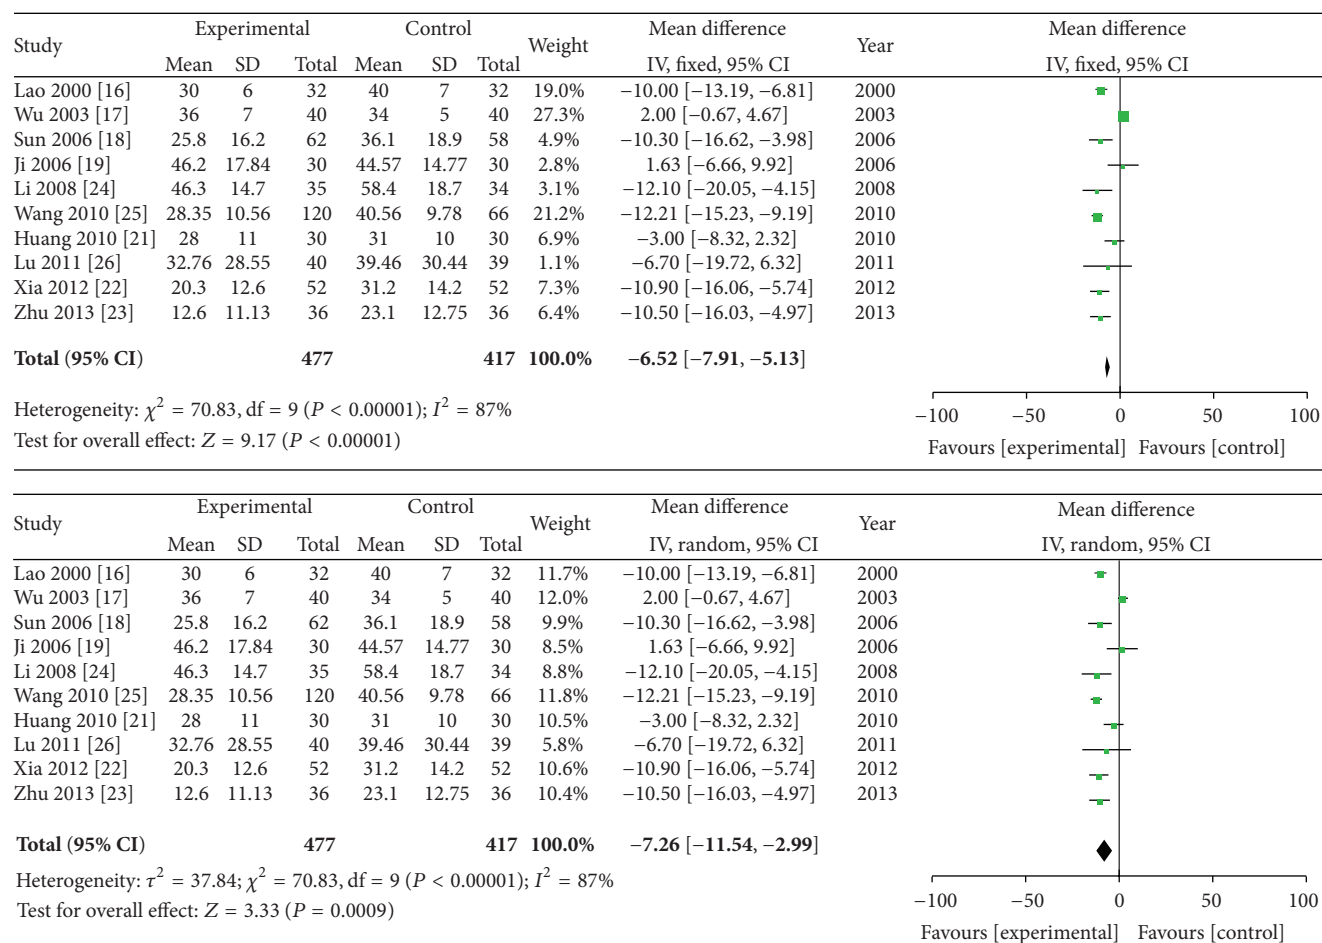 Study Experimental Control Weight Mean difference Year Mean difference
Mean SD Total Mean SD Total IV, fixed, 95% CI IV, fixed, 95% CI
Lao 2000 [16] 30 6 32 40 7 32 19.0% −10.00 [−13.19, −6.81] 2000
Wu 2003 [17] 36 7 40 34 5 40 27.3% 2.00 [−0.67, 4.67] 2003
Sun 2006 [18] 25.8 16.2 62 36.1 18.9 58 4.9% −10.30 [−16.62, −3.98] 2006
Ji 2006 [19] 46.2 17.84 30 44.57 14.77 30 2.8% 1.63 [−6.66, 9.92] 2006
Li 2008 [24] 46.3 14.7 35 58.4 18.7 34 3.1% −12.10 [−20.05, −4.15] 2008
Wang 2010 [25] 28.35 10.56 120 40.56 9.78 66 21.2% −12.21 [−15.23, −9.19] 2010
Huang 2010 [21] 28 11 30 31 10 30 6.9% −3.00 [−8.32, 2.32] 2010
Lu 2011 [26] 32.76 28.55 40 39.46 30.44 39 1.1% −6.70 [−19.72, 6.32] 2011
Xia 2012 [22] 20.3 12.6 52 31.2 14.2 52 7.3% −10.90 [−16.06, −5.74] 2012
Zhu 2013 [23] 12.6 11.13 36 23.1 12.75 36 6.4% −10.50 [−16.03, −4.97] 2013
Total (95% CI) 477 417 100.0% −6.52 [−7.91, −5.13]
Heterogeneity: χ² = 70.83, df = 9 (P < 0.00001); I² = 87%
Test for overall effect: Z = 9.17 (P < 0.00001)
−100 −50 0 50 100
Favours [experimental] Favours [control]
Study Experimental Control Weight Mean difference Year Mean difference
Mean SD Total Mean SD Total IV, random, 95% CI IV, random, 95% CI
Lao 2000 [16] 30 6 32 40 7 32 11.7% −10.00 [−13.19, −6.81] 2000
Wu 2003 [17] 36 7 40 34 5 40 12.0% 2.00 [−0.67, 4.67] 2003
Sun 2006 [18] 25.8 16.2 62 36.1 18.9 58 9.9% −10.30 [−16.62, −3.98] 2006
Ji 2006 [19] 46.2 17.84 30 44.57 14.77 30 8.5% 1.63 [−6.66, 9.92] 2006
Li 2008 [24] 46.3 14.7 35 58.4 18.7 34 8.8% −12.10 [−20.05, −4.15] 2008
Wang 2010 [25] 28.35 10.56 120 40.56 9.78 66 11.8% −12.21 [−15.23, −9.19] 2010
Huang 2010 [21] 28 11 30 31 10 30 10.5% −3.00 [−8.32, 2.32] 2010
Lu 2011 [26] 32.76 28.55 40 39.46 30.44 39 5.8% −6.70 [−19.72, 6.32] 2011
Xia 2012 [22] 20.3 12.6 52 31.2 14.2 52 10.6% −10.90 [−16.06, −5.74] 2012
Zhu 2013 [23] 12.6 11.13 36 23.1 12.75 36 10.4% −10.50 [−16.03, −4.97] 2013
Total (95% CI) 477 417 100.0% −7.26 [−11.54, −2.99]
Heterogeneity: τ² = 37.84; χ² = 70.83, df = 9 (P < 0.00001); I² = 87%
Test for overall effect: Z = 3.33 (P = 0.0009)
−100 −50 0 50 100
Favours [experimental] Favours [control]